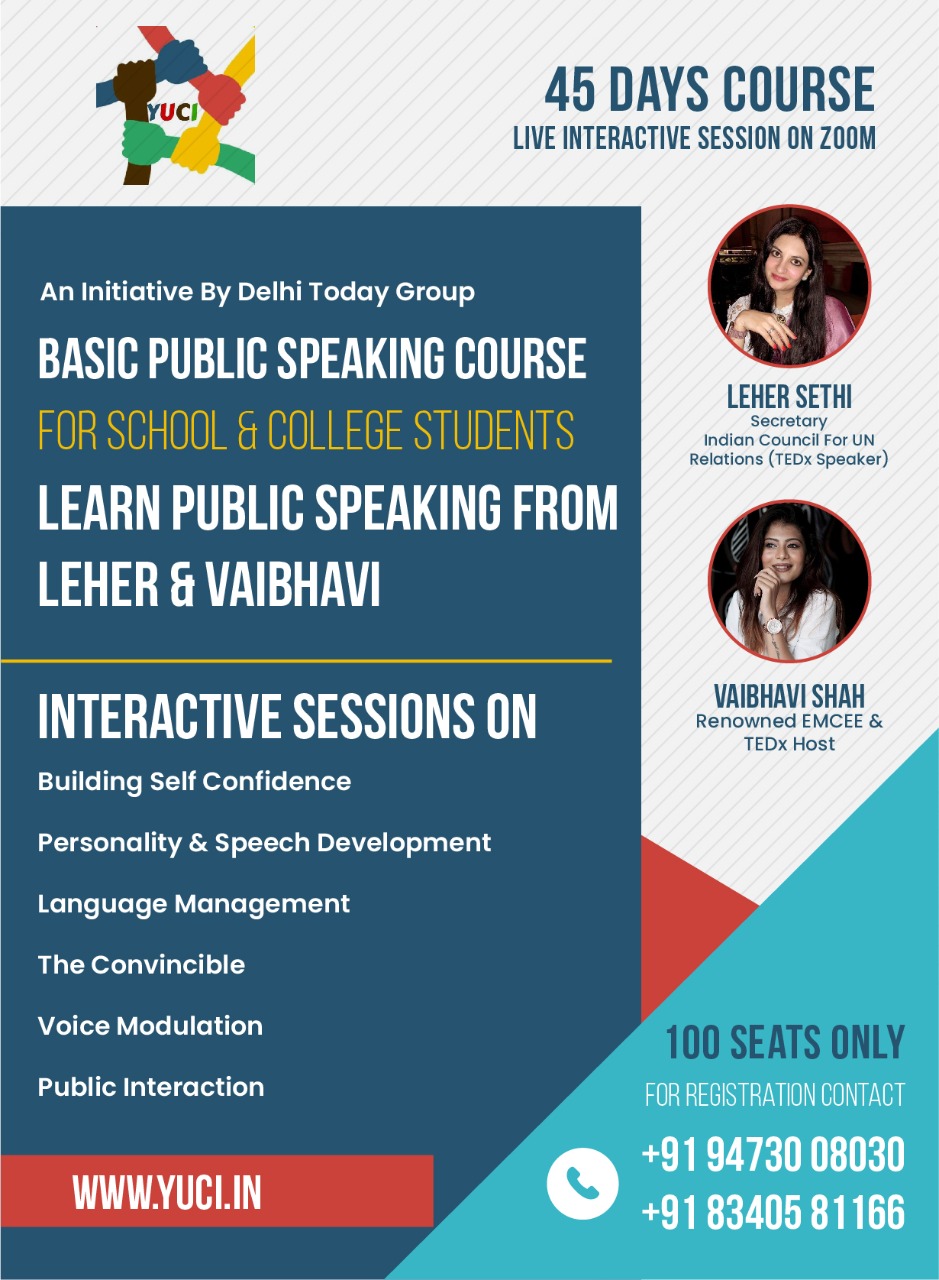 YUCI
45 DAYS COURSE
LIVE INTERACTIVE SESSION ON ZOOM
An Initiative By Delhi Today Group
BASIC PUBLIC SPEAKING COURSE
FOR SCHOOL & COLLEGE STUDENTS
LEARN PUBLIC SPEAKING FROM
LEHER & VAIBHAVI
LEHER SETHI
Secretary
Indian Council For UN
Relations (TEDx Speaker)
VAIBHAVI SHAH
Renowned EMCEE &
TEDx Host
INTERACTIVE SESSIONS ON
Building Self Confidence
Personality & Speech Development
Language Management
The Convincible
Voice Modulation
Public Interaction
WWW.YUCI.IN
100 SEATS ONLY
FOR REGISTRATION CONTACT
+91 94730 08030
+91 83405 81166